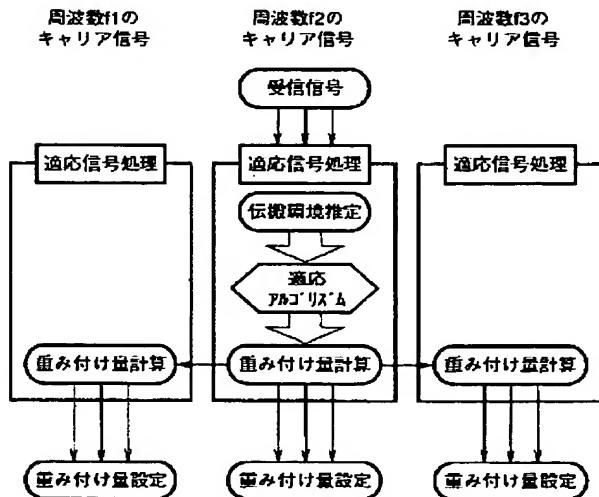 周波数f1の
キャリア信号
周波数f2の
キャリア信号
周波数f3の
キャリア信号
受信信号
適応信号処理
適応信号処理
適応信号処理
伝搬環境推定
適応
アルゴリズム
重み付け量計算
重み付け量計算
重み付け量計算
重み付け量設定
重み付け量設定
重み付け量設定